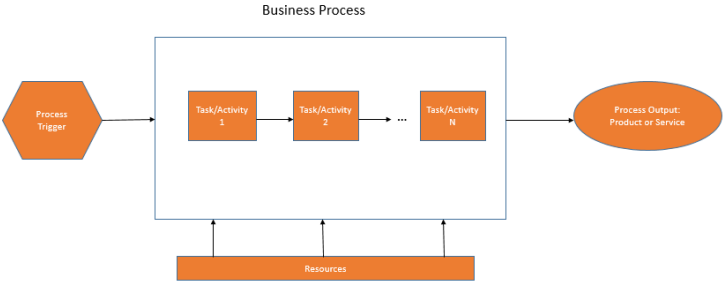 Business Process
Process
Trigger
Task/Activity
1
Task/Activity
2
...
Task/Activity
N
Process Output:
Product or Service
Resources